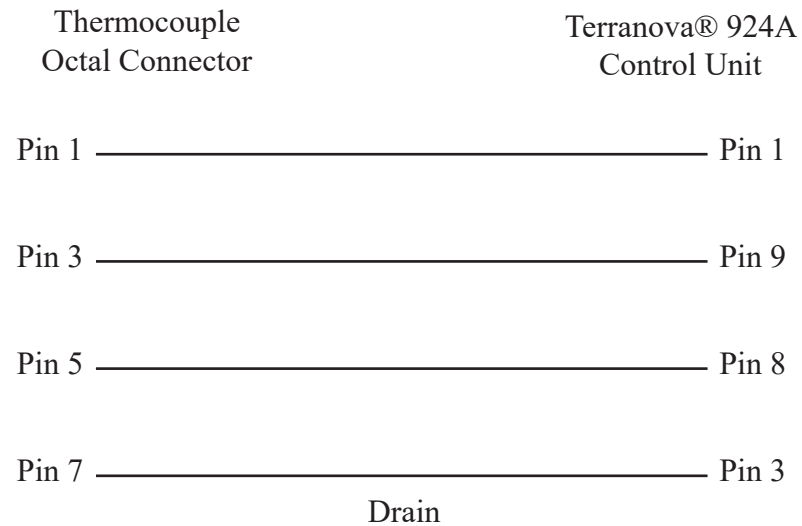 Thermocouple
Octal Connector
Terranova® 924A
Control Unit
Pin 1 Pin 1
Pin 3 Pin 9
Pin 5 Pin 8
Pin 7 Pin 3
Drain